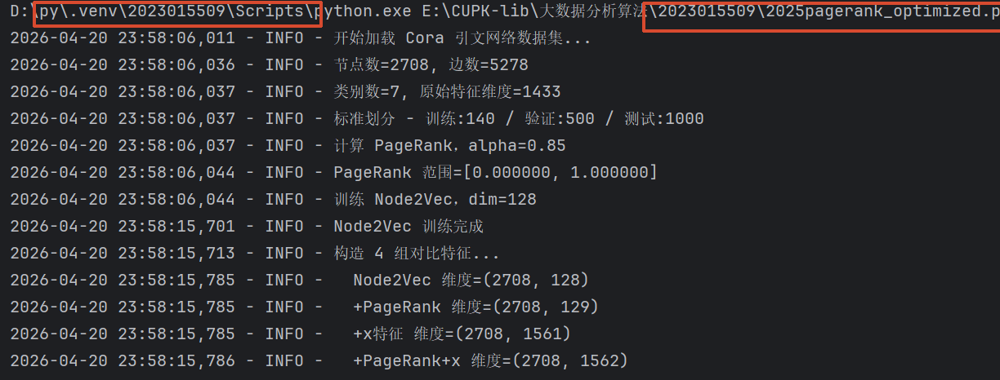 D:\py\.venv\2023015509\Scripts\python.exe E:\CUPK-lib\大数据分析算法\2023015509\2025pagerank_optimized.p
2026-04-20 23:58:06,011 - INFO - 开始加载 Cora 引文网络数据集...
2026-04-20 23:58:06,036 - INFO - 节点数=2708, 边数=5278
2026-04-20 23:58:06,037 - INFO - 类别数=7, 原始特征维度=1433
2026-04-20 23:58:06,037 - INFO - 标准划分 - 训练:140 / 验证:500 / 测试:1000
2026-04-20 23:58:06,037 - INFO - 计算 PageRank，alpha=0.85
2026-04-20 23:58:06,044 - INFO - PageRank 范围=[0.000000, 1.000000]
2026-04-20 23:58:06,044 - INFO - 训练 Node2Vec，dim=128
2026-04-20 23:58:15,701 - INFO - Node2Vec 训练完成
2026-04-20 23:58:15,713 - INFO - 构造 4 组对比特征...
2026-04-20 23:58:15,785 - INFO -   Node2Vec 维度=(2708, 128)
2026-04-20 23:58:15,785 - INFO -   +PageRank 维度=(2708, 129)
2026-04-20 23:58:15,785 - INFO -   +x特征 维度=(2708, 1561)
2026-04-20 23:58:15,786 - INFO -   +PageRank+x 维度=(2708, 1562)